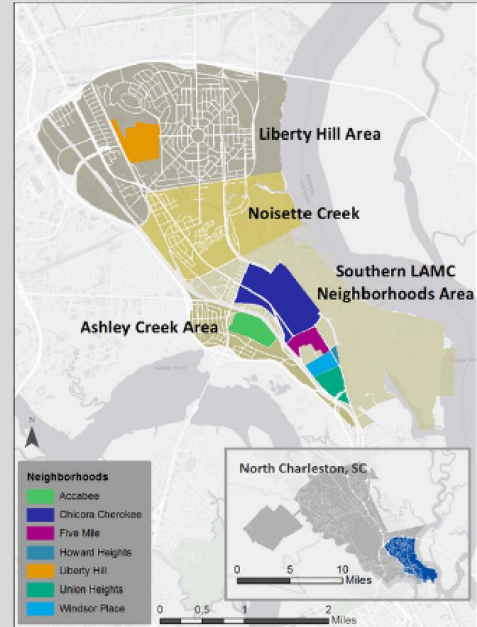 Liberty Hill Area
Noisette Creek
Southern LAMC
Neighborhoods Area
Ashley Creek Area
N
Neighborhoods
Accabee
Chicora Cherokee
Five Mile
Howard Heights
Liberty Hill
Union Heights
Windsor Place
North Charleston, SC
0 5 10
Miles
0 0.5 1 2
Miles